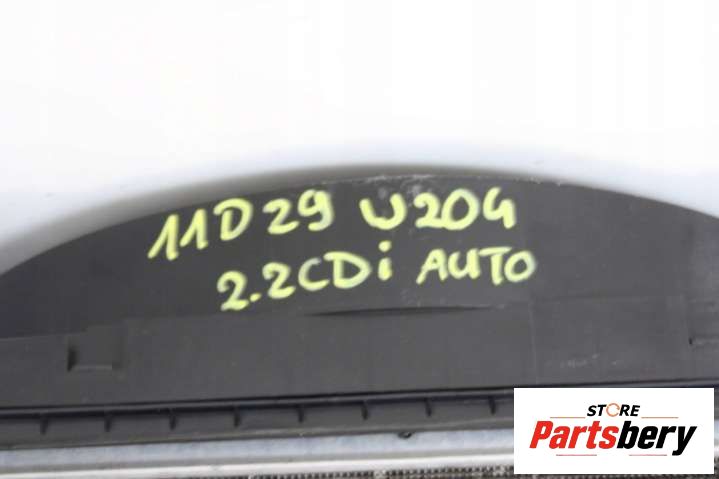 11D29 W204
2.2CDi AUTO
STORE
Partsbery